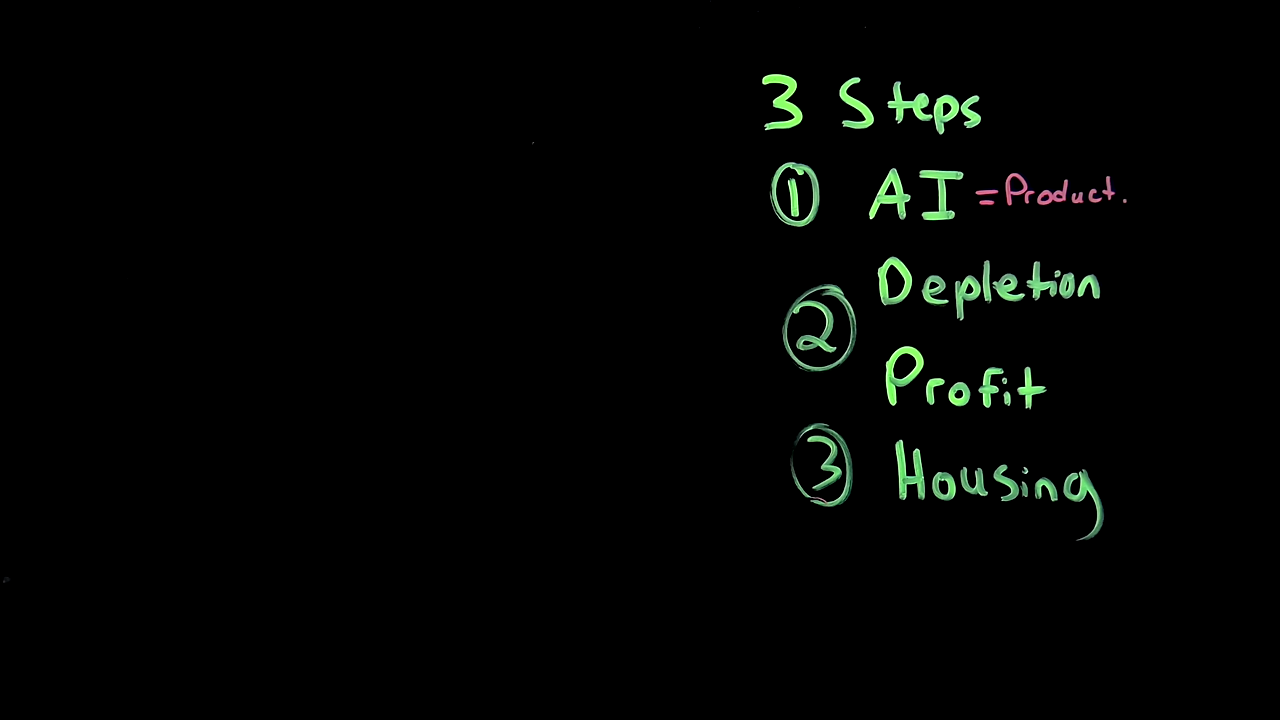 3 Steps
① AI = Product.
Depletion
②
Profit
③ Housing